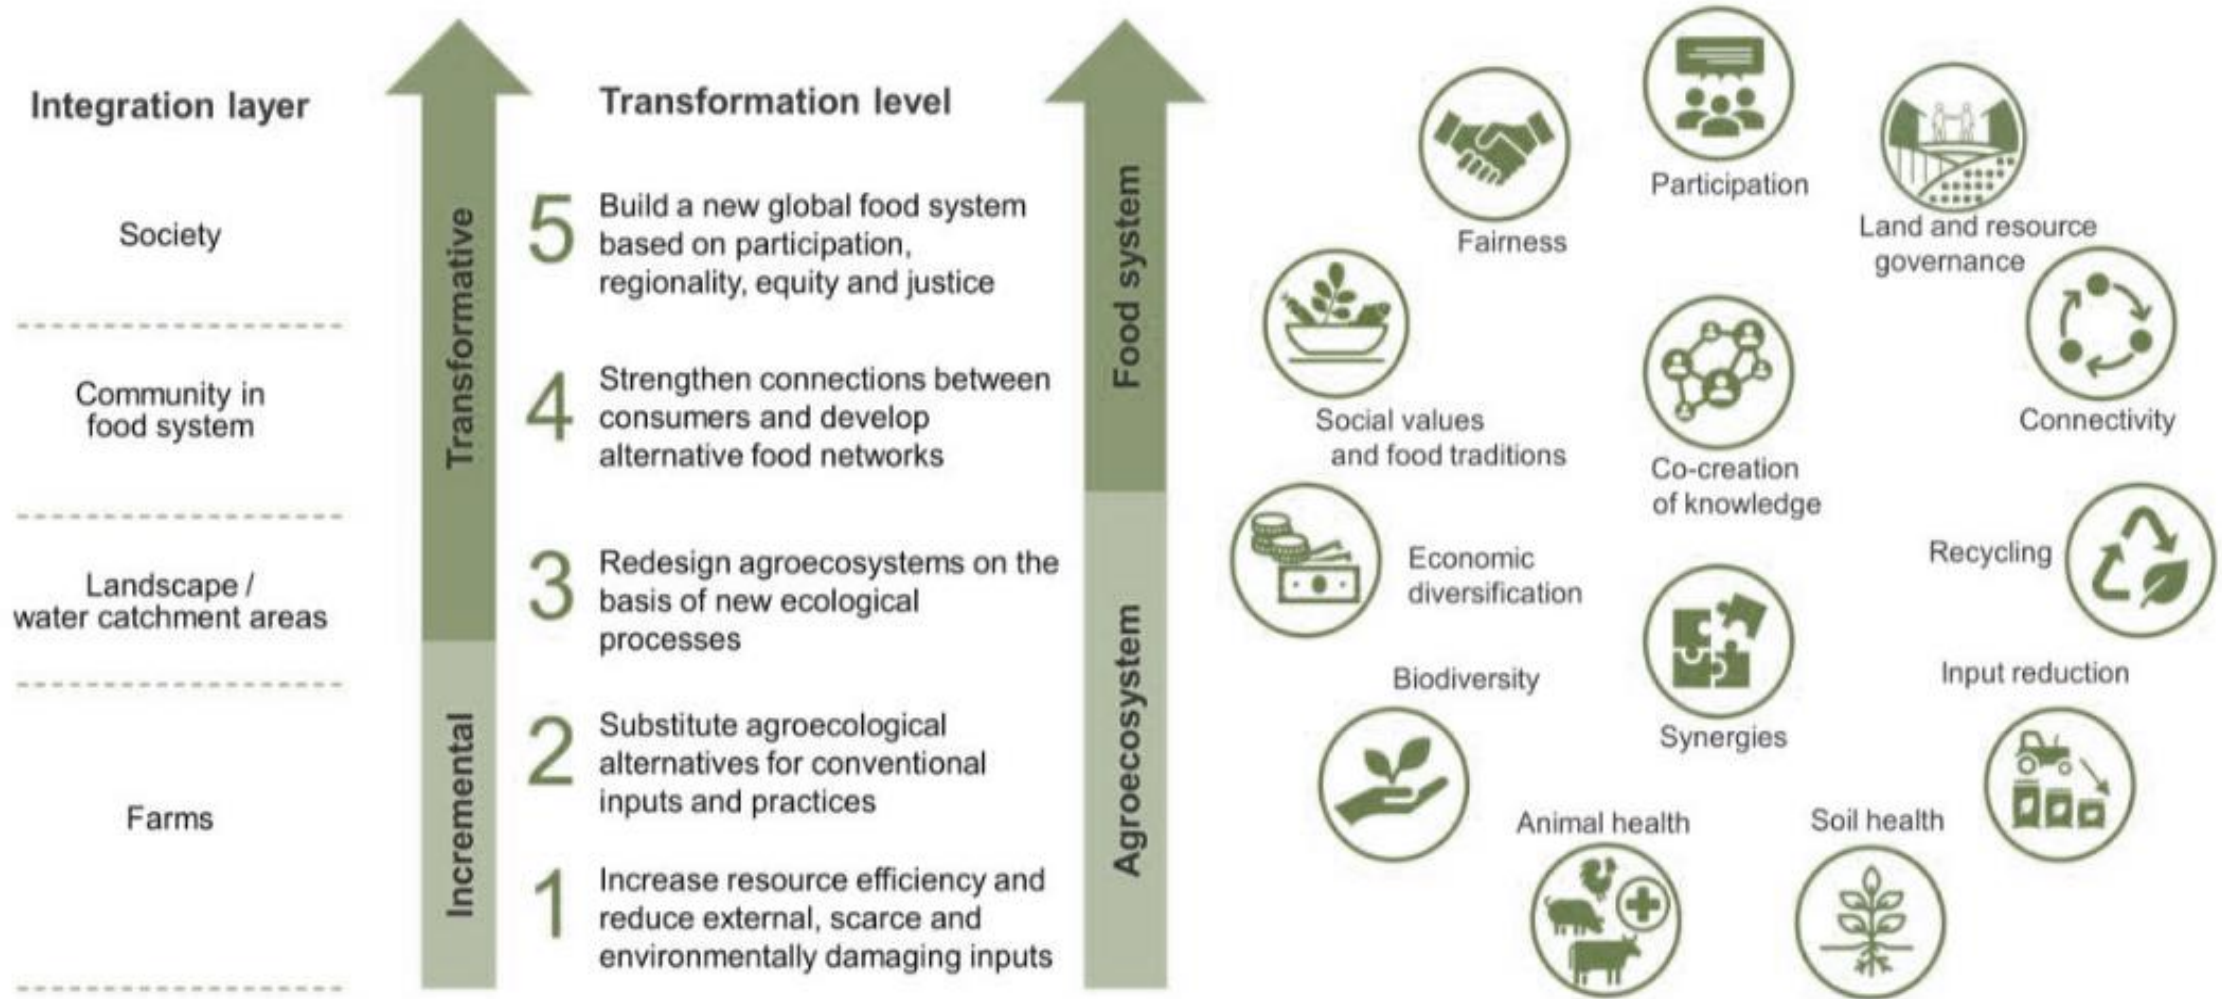 Integration layer
Society
Community in
food system
Landscape /
water catchment areas
Farms
Transformative
Incremental
Transformation level
5
Build a new global food system
based on participation,
regionality, equity and justice
4
Strengthen connections between
consumers and develop
alternative food networks
3
Redesign agroecosystems on the
basis of new ecological
processes
2
Substitute agroecological
alternatives for conventional
inputs and practices
1
Increase resource efficiency and
reduce external, scarce and
environmentally damaging inputs
Food system
Agroecosystem
Participation
Fairness
Land and resource
governance
Social values
and food traditions
Connectivity
Co-creation
of knowledge
Economic
diversification
Recycling
Biodiversity
Input reduction
Synergies
Animal health
Soil health